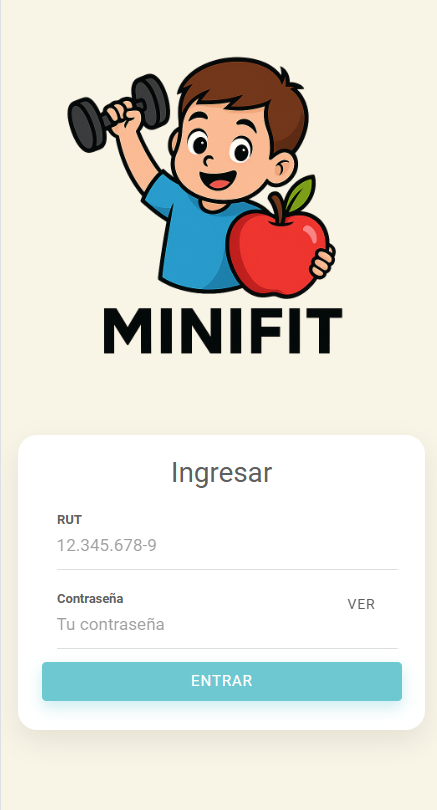 MINIFIT
Ingresar
RUT
12.345.678-9
Contraseña
VER
Tu contraseña
ENTRAR